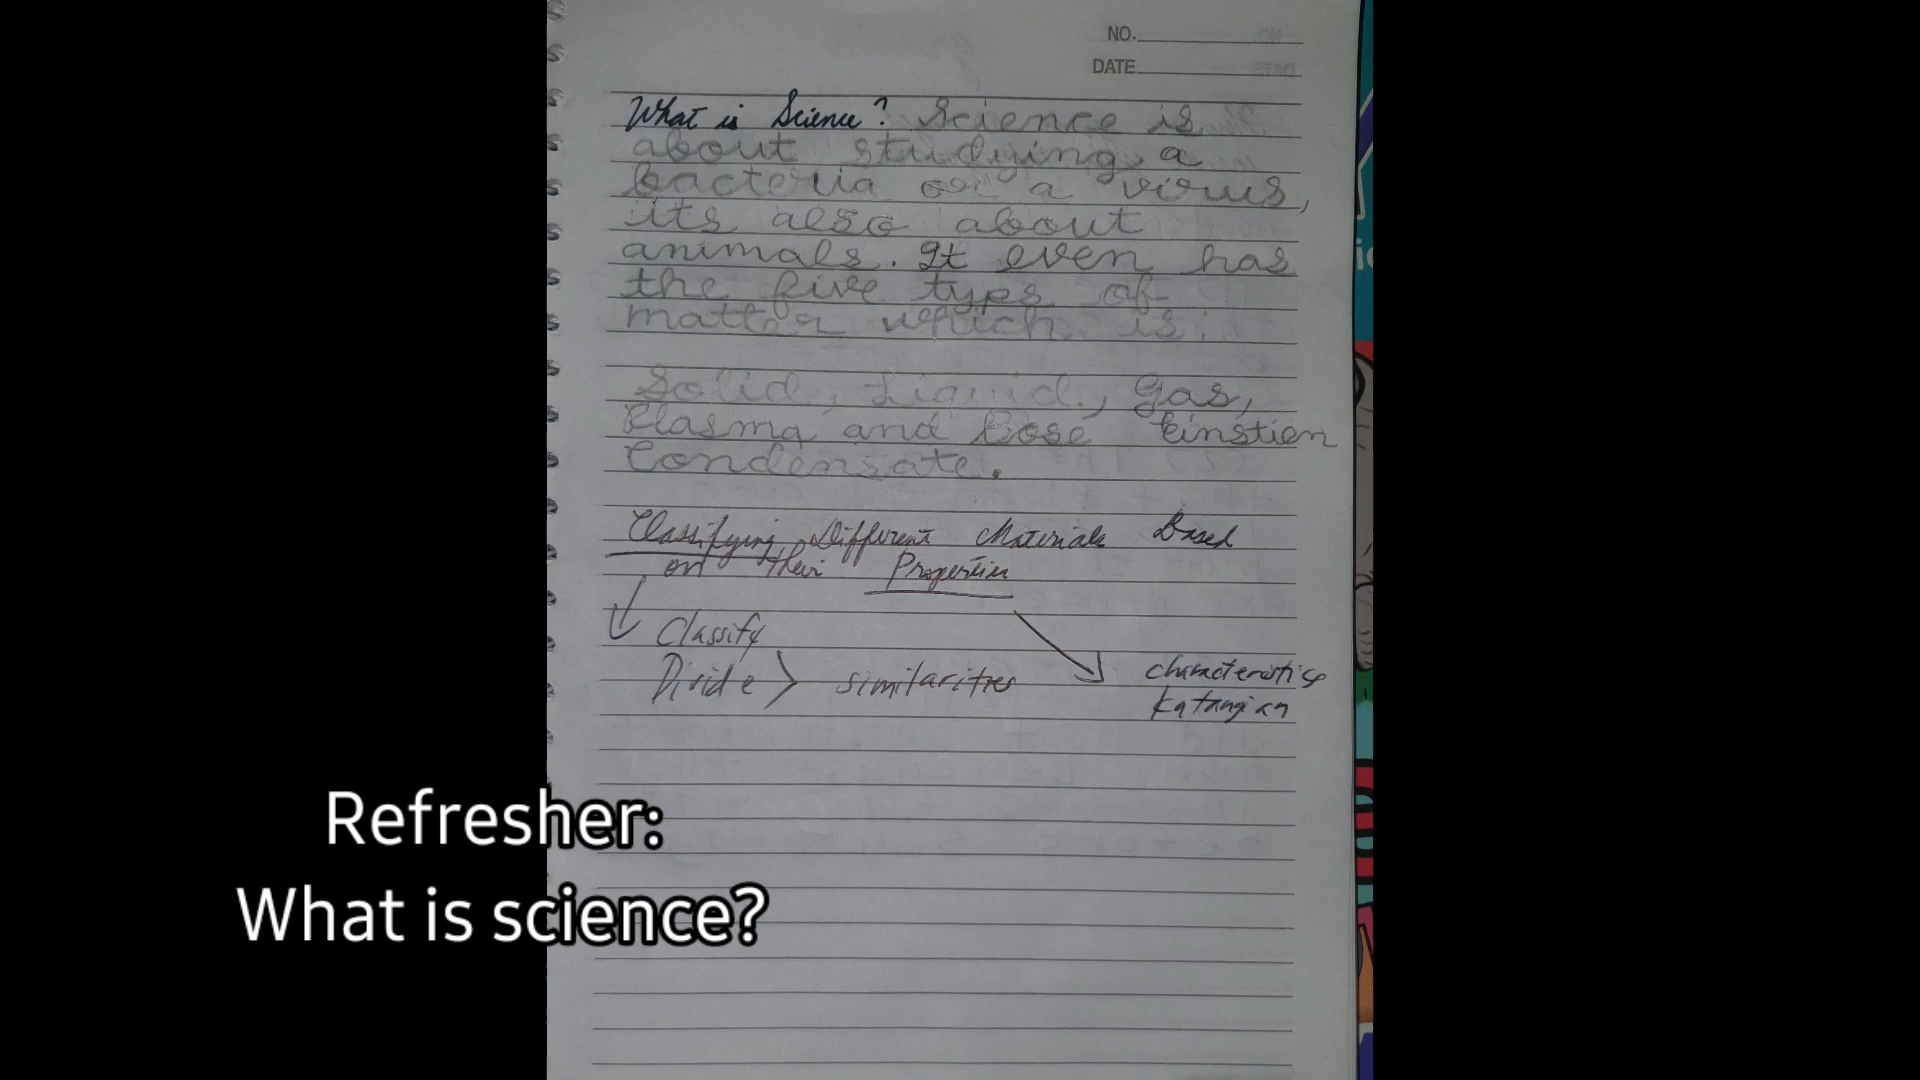 NO.
DATE
What is Science? Science is
about studying a
bacteria or a virus,
its also about
animals. It even has
the five typs of
matter which is:
Solid, Liquid, Gas,
Plasma and Bose Einstien
Condensate.
Classifying Different Materials Based
on their Properties
Classify
Divide > similarities
characteristics
katangian
Refresher:
What is science?